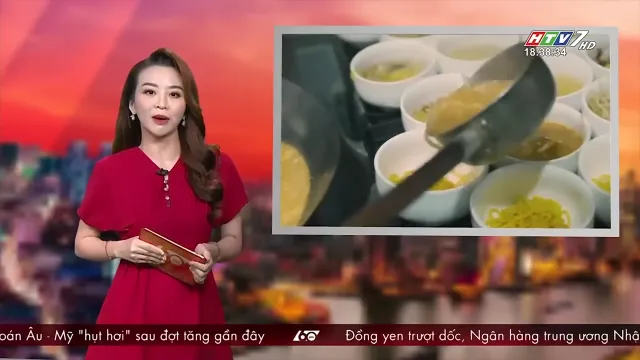 HTV7 HD
18:38:34
oán Âu - Mỹ "hụt hơi" sau đợt tăng gần đây 60 Đồng yen trượt dốc, Ngân hàng trung ương Nhậ